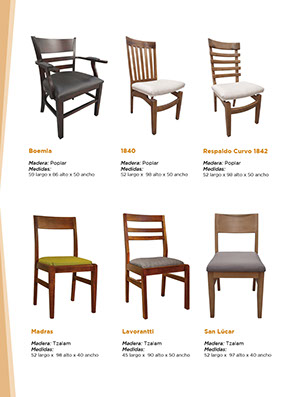 Boemia
Madera: Poplar
Medidas:
59 largo x 86 alto x 50 ancho
1840
Madera: Poplar
Medidas:
52 largo x 98 alto x 50 ancho
Respaldo Curvo 1842
Madera: Poplar
Medidas:
52 largo x 98 alto x 50 ancho
Madras
Madera: Tzalam
Medidas:
52 largo x 98 alto x 40 ancho
Lavorantti
Madera: Tzalam
Medidas:
45 largo x 90 alto x 50 ancho
San Lúcar
Madera: Tzalam
Medidas:
52 largo x 97 alto x 40 ancho